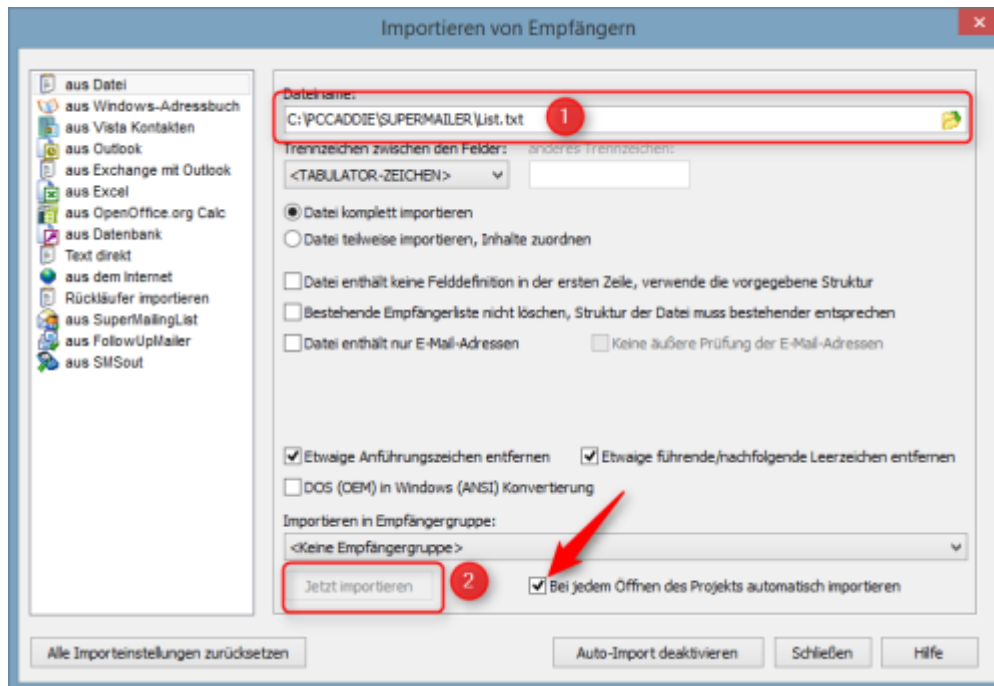 Importieren von Empfängern
aus Datei
aus Windows-Adressbuch
aus Vista Kontakten
aus Outlook
aus Exchange mit Outlook
aus Excel
aus OpenOffice.org Calc
aus Datenbank
Text direkt
aus dem Internet
Rückläufer importieren
aus SuperMailingList
aus FollowUpMailer
aus SMSout
Dateiname:
C:\PCCADDIE\SUPERMAILER\List.txt
1
Trennzeichen zwischen den Felder: anderes Trennzeichen:
<TABULATOR-ZEICHEN>
Datei komplett importieren
Datei teilweise importieren, Inhalte zuordnen
Datei enthält keine Felddefinition in der ersten Zeile, verwende die vorgegebene Struktur
Bestehende Empfängerliste nicht löschen, Struktur der Datei muss bestehender entsprechen
Datei enthält nur E-Mail-Adressen Keine äußere Prüfung der E-Mail-Adressen
Etwaige Anführungszeichen entfernen Etwaige führende/nachfolgende Leerzeichen entfernen
DOS (OEM) in Windows (ANSI) Konvertierung
Importieren in Empfängergruppe:
<Keine Empfängergruppe>
Jetzt importieren 2 Bei jedem Öffnen des Projekts automatisch importieren
Alle Importeinstellungen zurücksetzen Auto-Import deaktivieren Schließen Hilfe